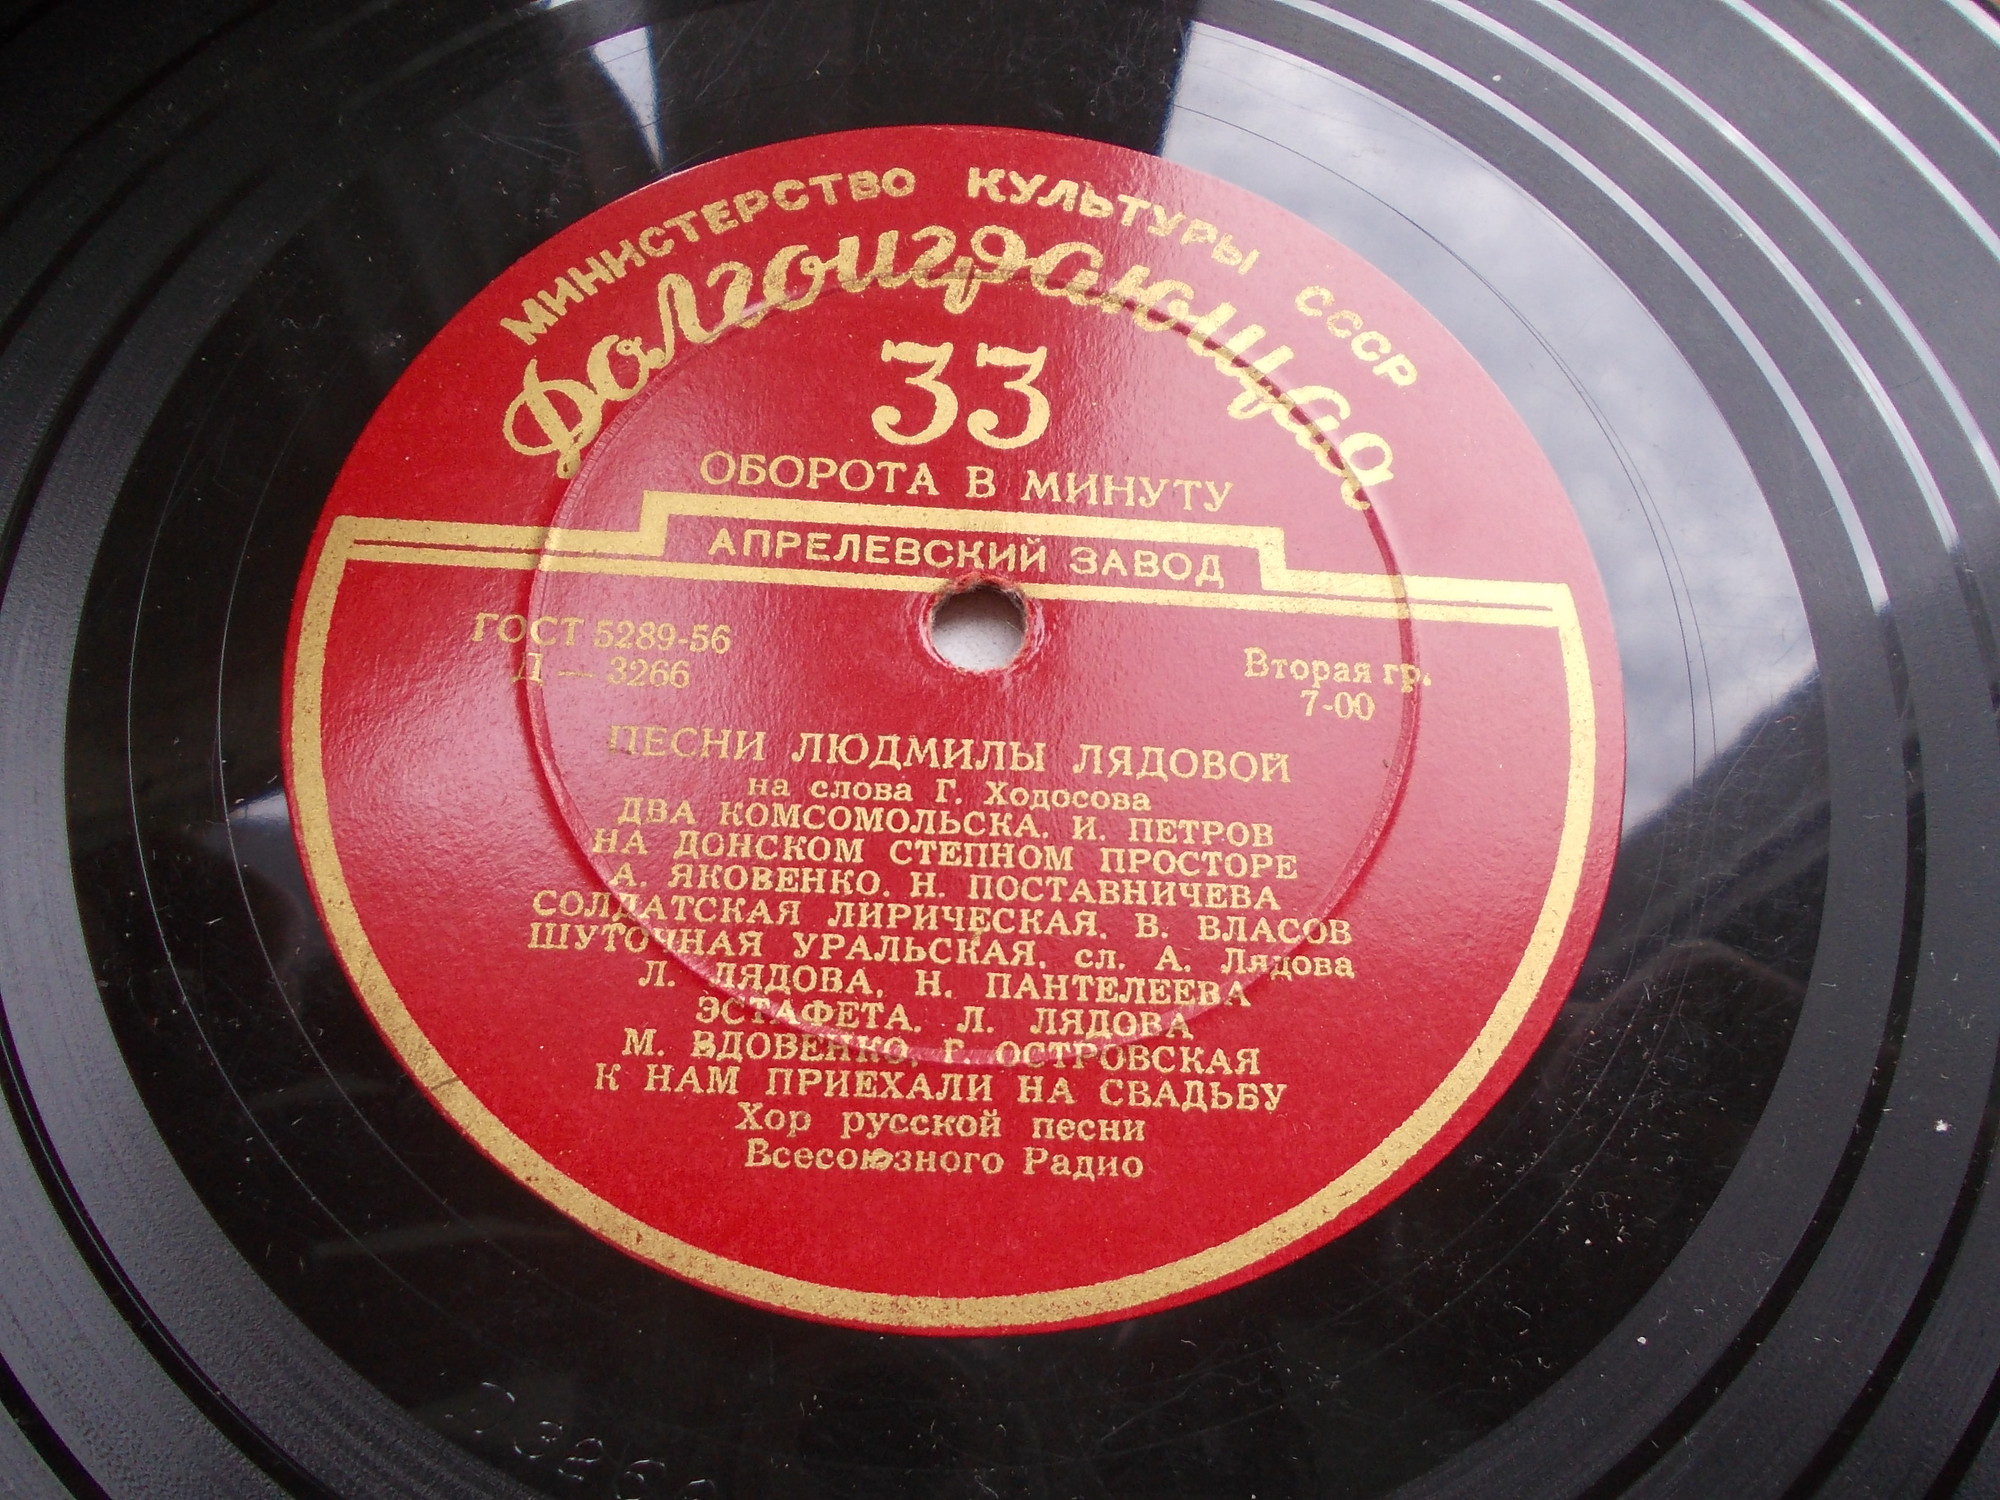 МИНИСТЕРСТВО КУЛЬТУРЫ СССР
Долгоиграющая
33
ОБОРОТА В МИНУТУ
АПРЕЛЕВСКИЙ ЗАВОД
ГОСТ 5289-56
Д — 3266
Вторая гр.
7-00
ПЕСНИ ЛЮДМИЛЫ ЛЯДОВОЙ
на слова Г. Ходосова
ДВА КОМСОМОЛЬСКА. И. ПЕТРОВ
НА ДОНСКОМ СТЕПНОМ ПРОСТОРЕ
А. ЯКОВЕНКО. Н. ПОСТАВНИЧЕВА
СОЛДАТСКАЯ ЛИРИЧЕСКАЯ. В. ВЛАСОВ
ШУТОЧНАЯ УРАЛЬСКАЯ. сл. А. Лядова
Л. ЛЯДОВА. Н. ПАНТЕЛЕЕВА
ЭСТАФЕТА. Л. ЛЯДОВА
М. ВДОВЕНКО. Г. ОСТРОВСКАЯ
К НАМ ПРИЕХАЛИ НА СВАДЬБУ
Хор русской песни
Всесоюзного Радио